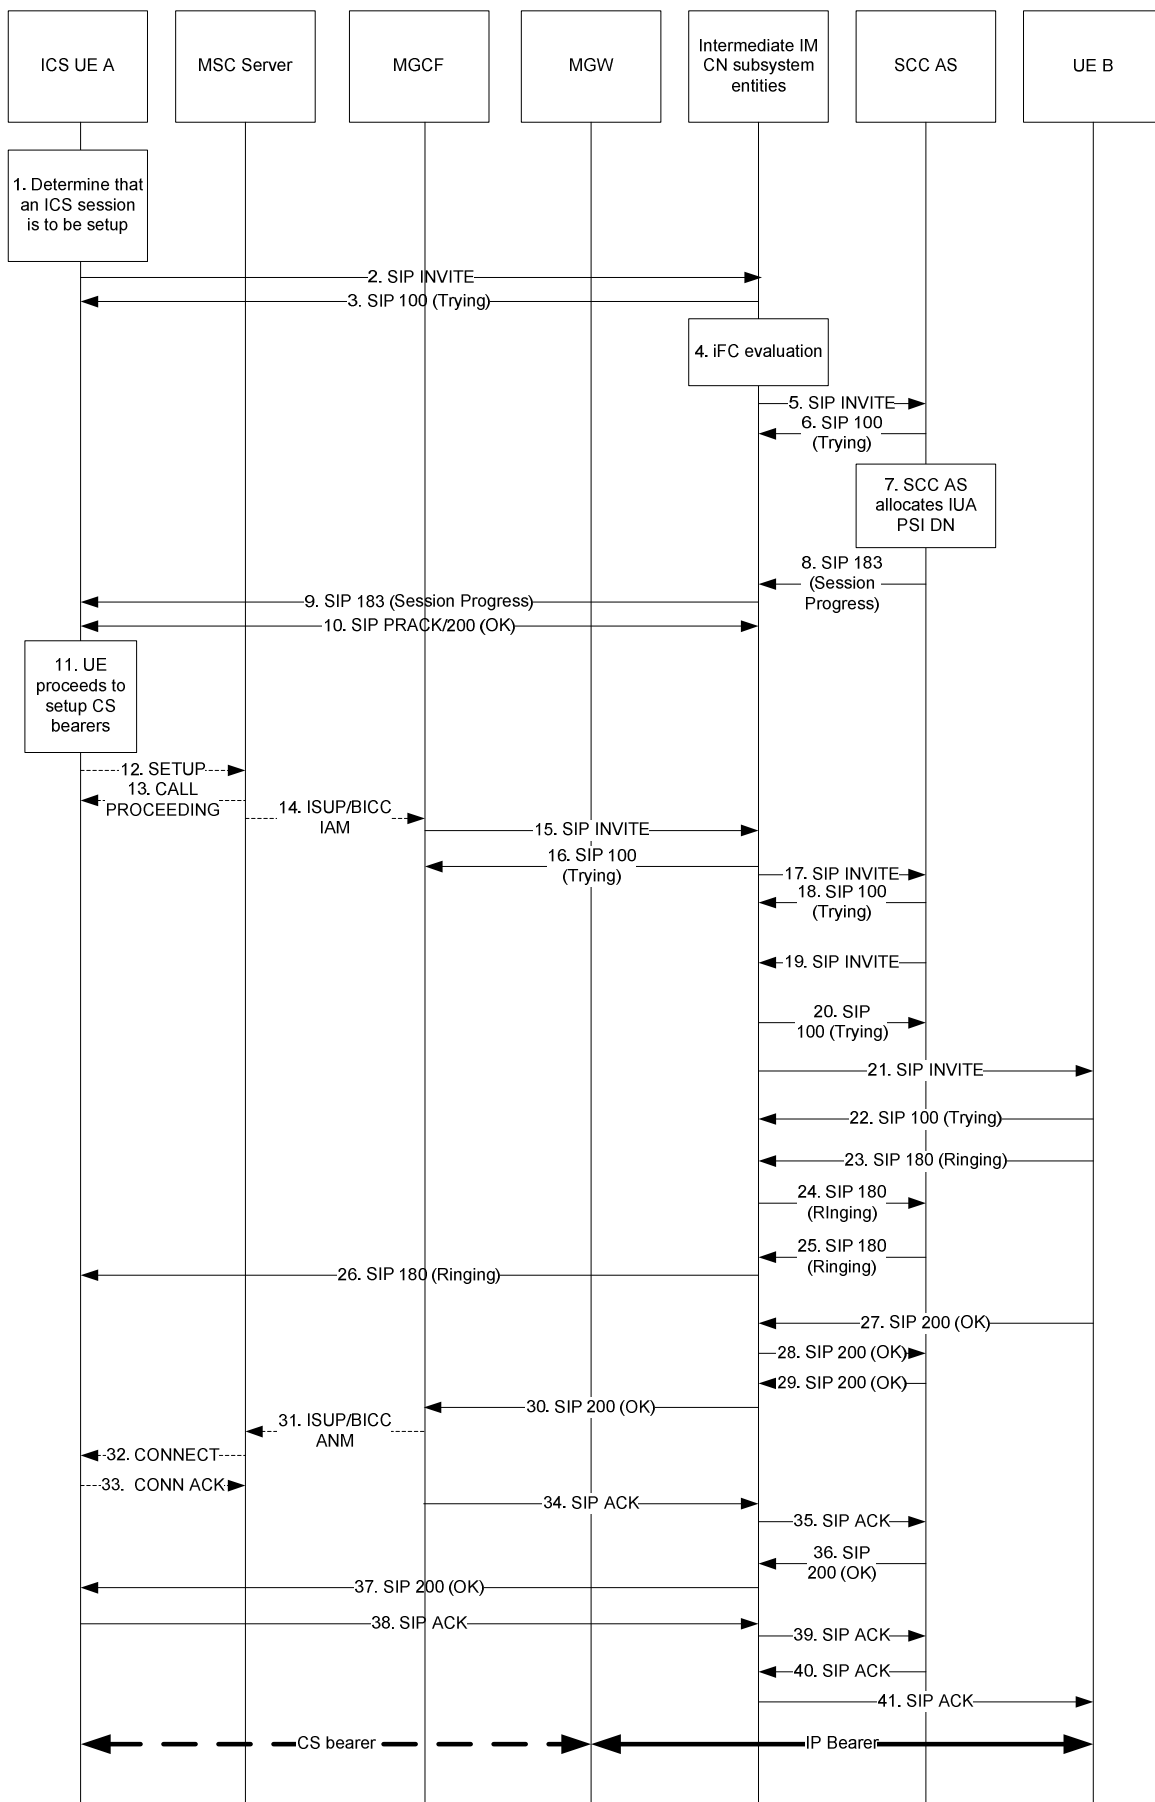 ICS UE A
MSC Server
MGCF
MGW
Intermediate IM
CN subsystem
entities
SCC AS
UE B
1. Determine that
an ICS session
is to be setup
2. SIP INVITE
3. SIP 100 (Trying)
4. iFC evaluation
5. SIP INVITE
6. SIP 100
(Trying)
7. SCC AS
allocates IUA
PSI DN
8. SIP 183
(Session
Progress)
9. SIP 183 (Session Progress)
10. SIP PRACK/200 (OK)
11. UE
proceeds to
setup CS
bearers
12. SETUP
13. CALL
PROCEEDING
14. ISUP/BICC
IAM
15. SIP INVITE
16. SIP 100
(Trying)
17. SIP INVITE
18. SIP 100
(Trying)
19. SIP INVITE
20. SIP
100 (Trying)
21. SIP INVITE
22. SIP 100 (Trying)
23. SIP 180 (Ringing)
24. SIP 180
(RInging)
25. SIP 180
(Ringing)
26. SIP 180 (Ringing)
27. SIP 200 (OK)
28. SIP 200 (OK)
29. SIP 200 (OK)
30. SIP 200 (OK)
31. ISUP/BICC
ANM
32. CONNECT
33. CONN ACK
34. SIP ACK
35. SIP ACK
36. SIP
200 (OK)
37. SIP 200 (OK)
38. SIP ACK
39. SIP ACK
40. SIP ACK
41. SIP ACK
CS bearer
IP Bearer